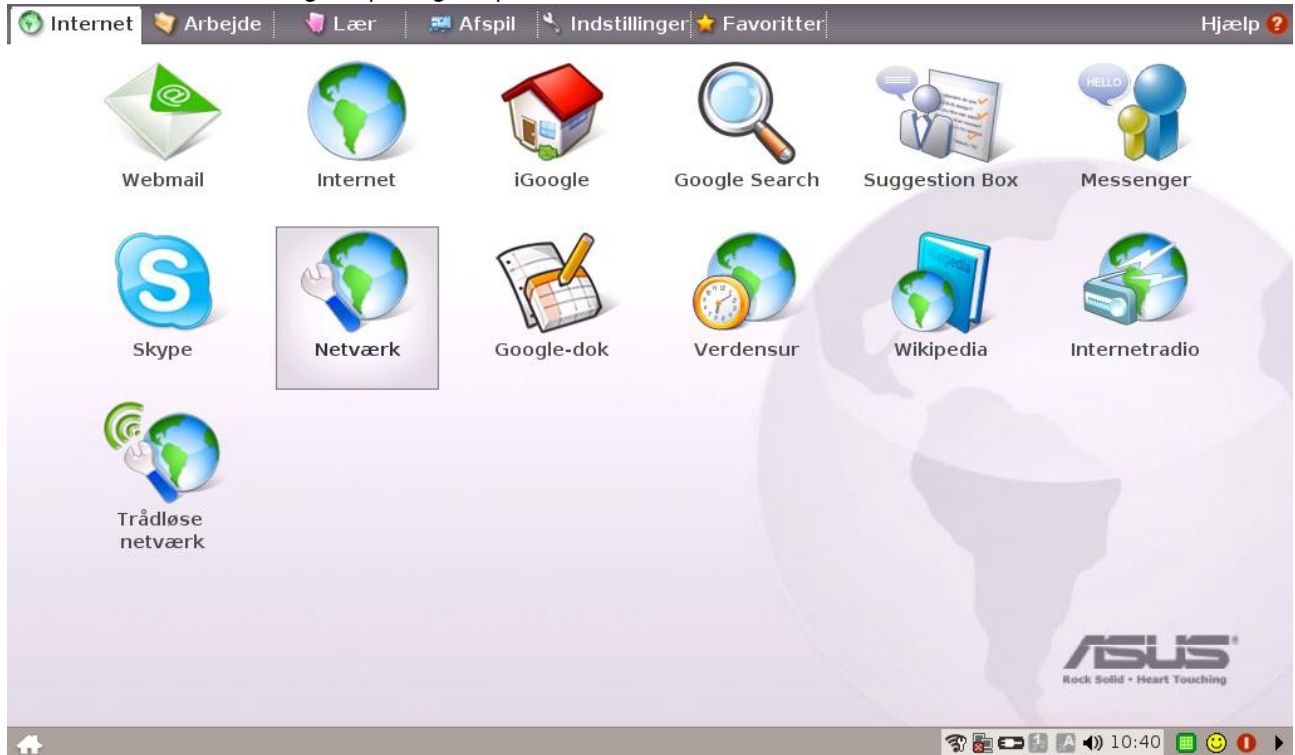 Internet Arbejde Lær Afspil Indstillinger Favoritter Hjælp ?
Webmail Internet iGoogle Google Search Suggestion Box Messenger
HELLO
Skype Netværk Google-dok Verdensur Wikipedia Internetradio
Trådløse
netværk
ASUS
Rock Solid • Heart Touching
10:40